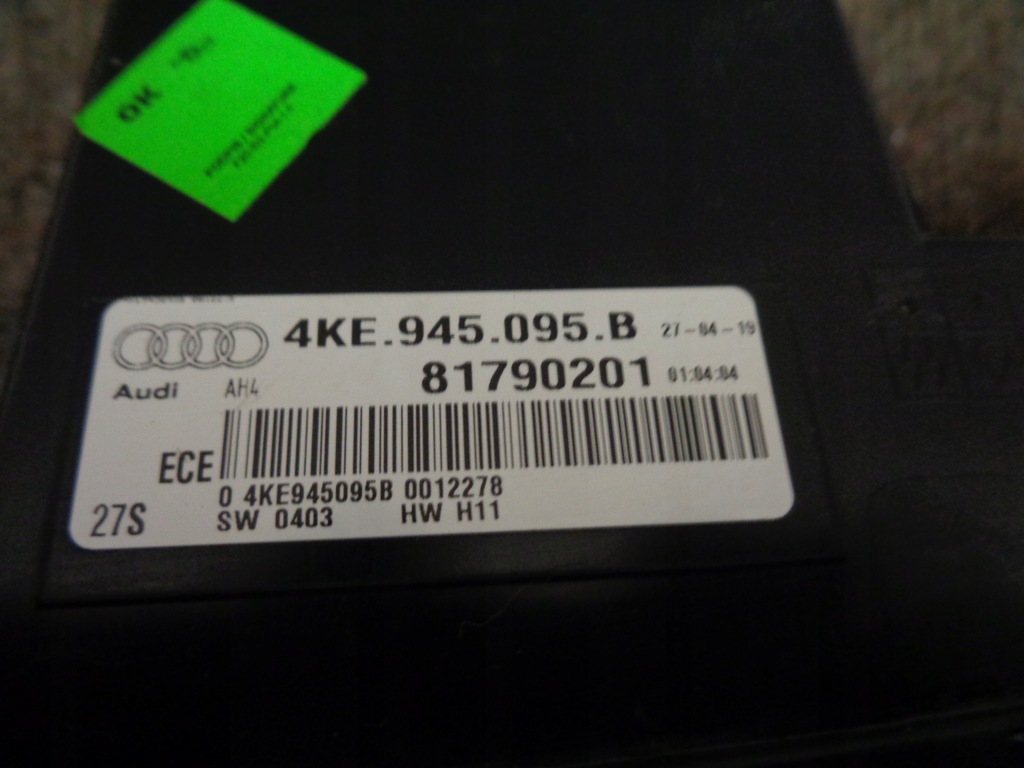 OK
4KE.945.095.B 27-04-19
81790201 01:04:04
Audi AH4
ECE
0 4KE945095B 0012278
27S SW 0403 HW H11